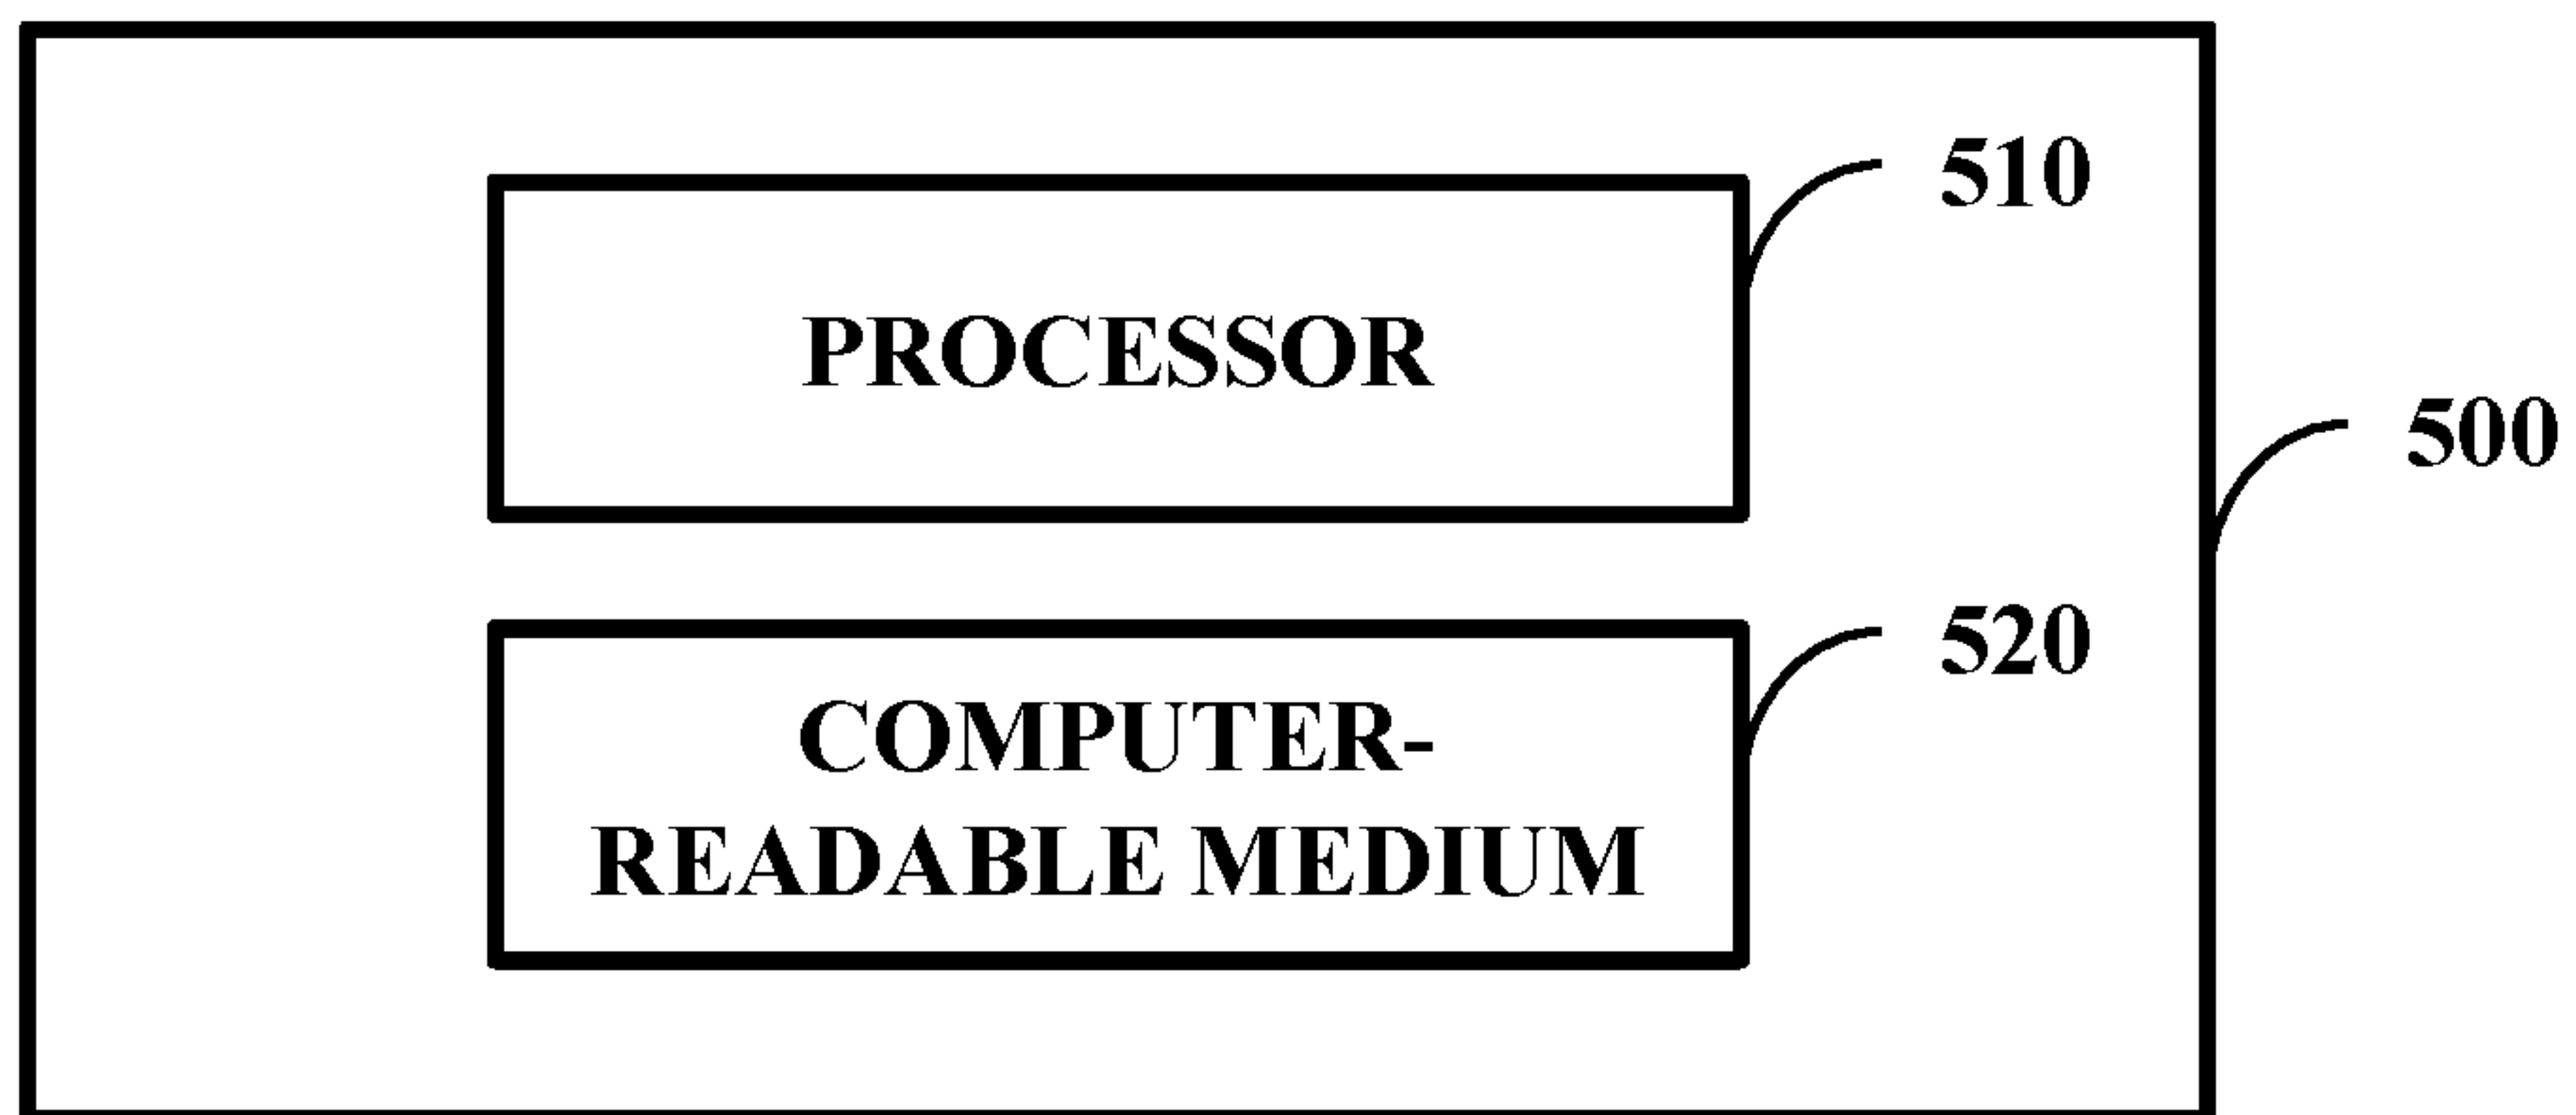 510
PROCESSOR
500
520
COMPUTER-
READABLE MEDIUM